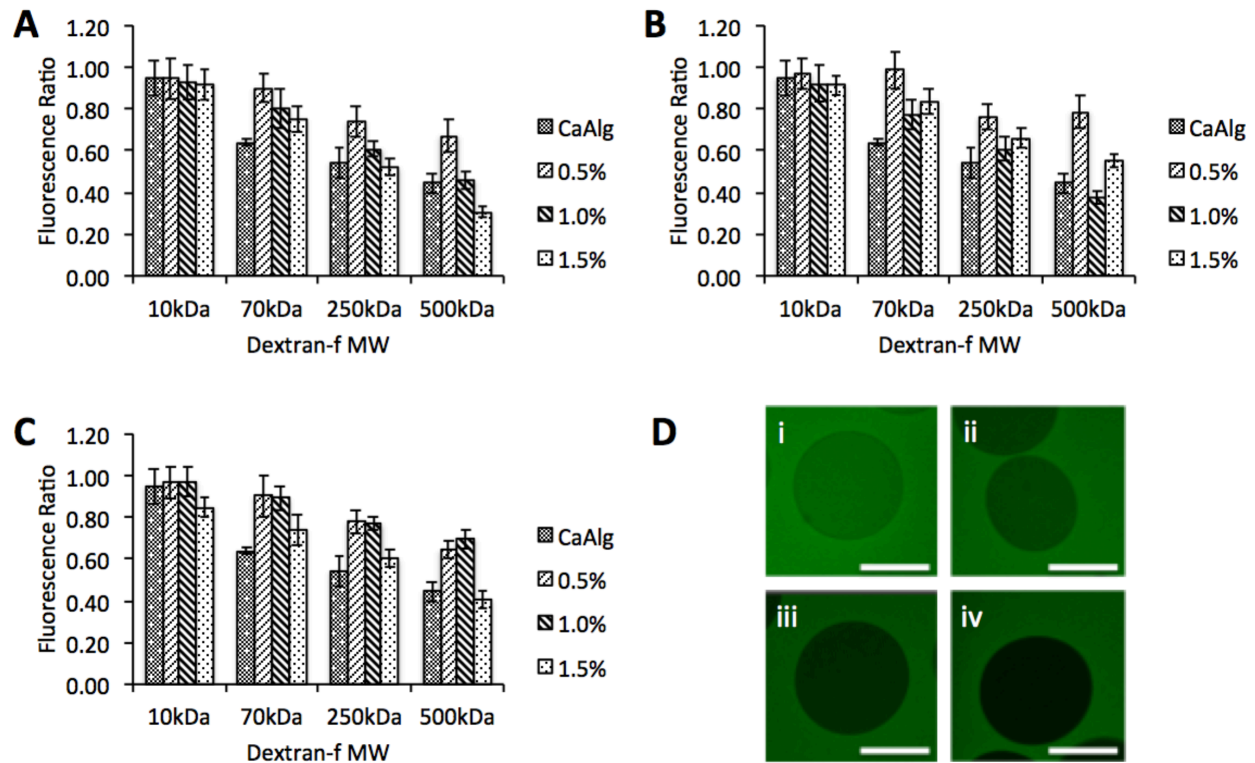 A
1.20
1.00
0.80
0.60
0.40
0.20
0.00
Fluorescence Ratio
10kDa 70kDa 250kDa 500kDa
Dextran-f MW
CaAlg
0.5%
1.0%
1.5%
B
1.20
1.00
0.80
0.60
0.40
0.20
0.00
Fluorescence Ratio
10kDa 70kDa 250kDa 500kDa
Dextran-f MW
CaAlg
0.5%
1.0%
1.5%
C
1.20
1.00
0.80
0.60
0.40
0.20
0.00
Fluorescence Ratio
10kDa 70kDa 250kDa 500kDa
Dextran-f MW
CaAlg
0.5%
1.0%
1.5%
D
i
ii
iii
iv